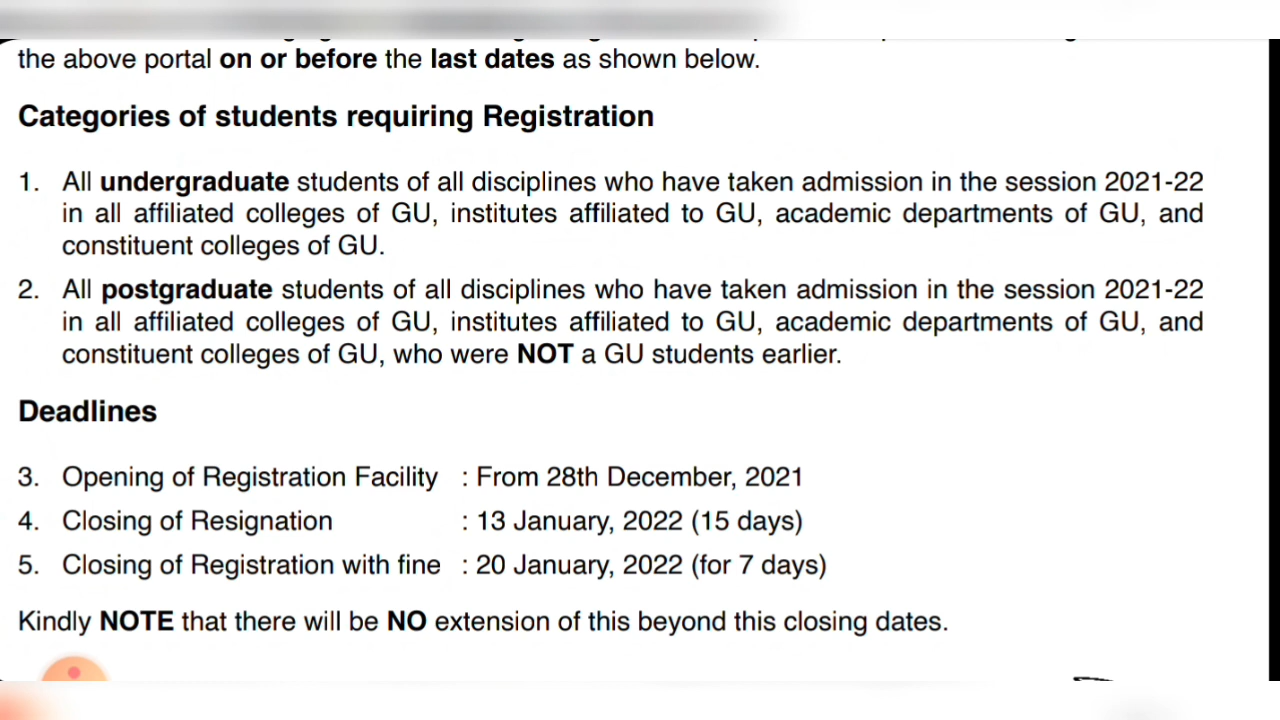 the above portal on or before the last dates as shown below.
Categories of students requiring Registration
1. All undergraduate students of all disciplines who have taken admission in the session 2021-22
in all affiliated colleges of GU, institutes affiliated to GU, academic departments of GU, and
constituent colleges of GU.
2. All postgraduate students of all disciplines who have taken admission in the session 2021-22
in all affiliated colleges of GU, institutes affiliated to GU, academic departments of GU, and
constituent colleges of GU, who were NOT a GU students earlier.
Deadlines
3. Opening of Registration Facility : From 28th December, 2021
4. Closing of Resignation : 13 January, 2022 (15 days)
5. Closing of Registration with fine : 20 January, 2022 (for 7 days)
Kindly NOTE that there will be NO extension of this beyond this closing dates.